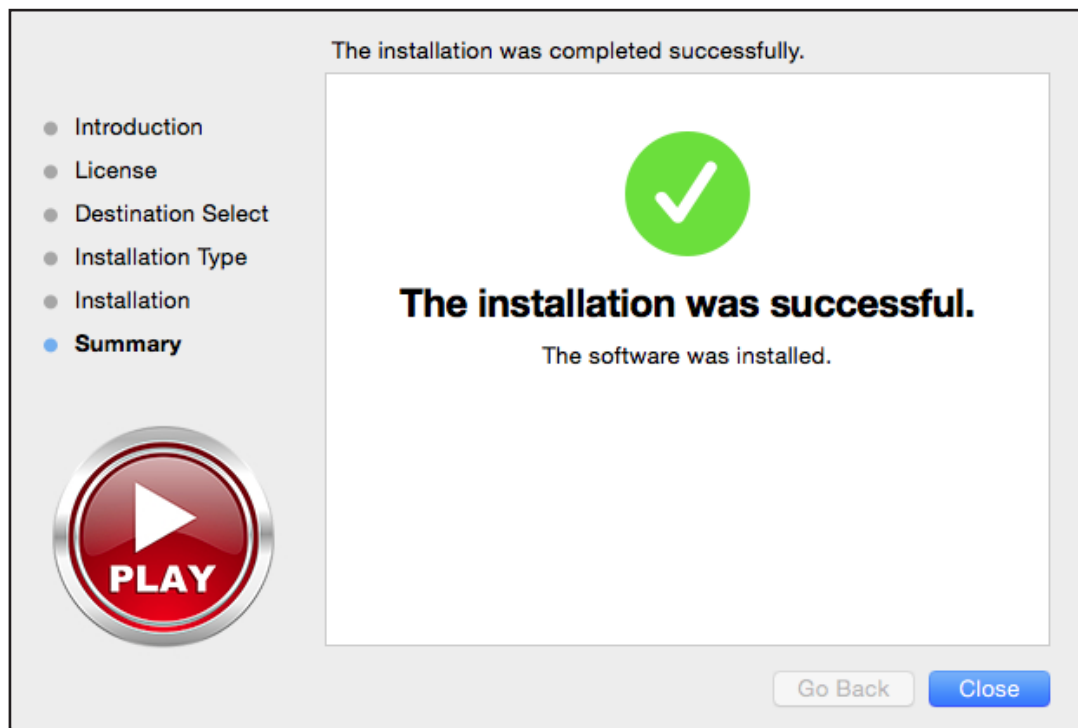 The installation was completed successfully.
Introduction
License
Destination Select
Installation Type
Installation
Summary
PLAY
The installation was successful.
The software was installed.
Go Back
Close